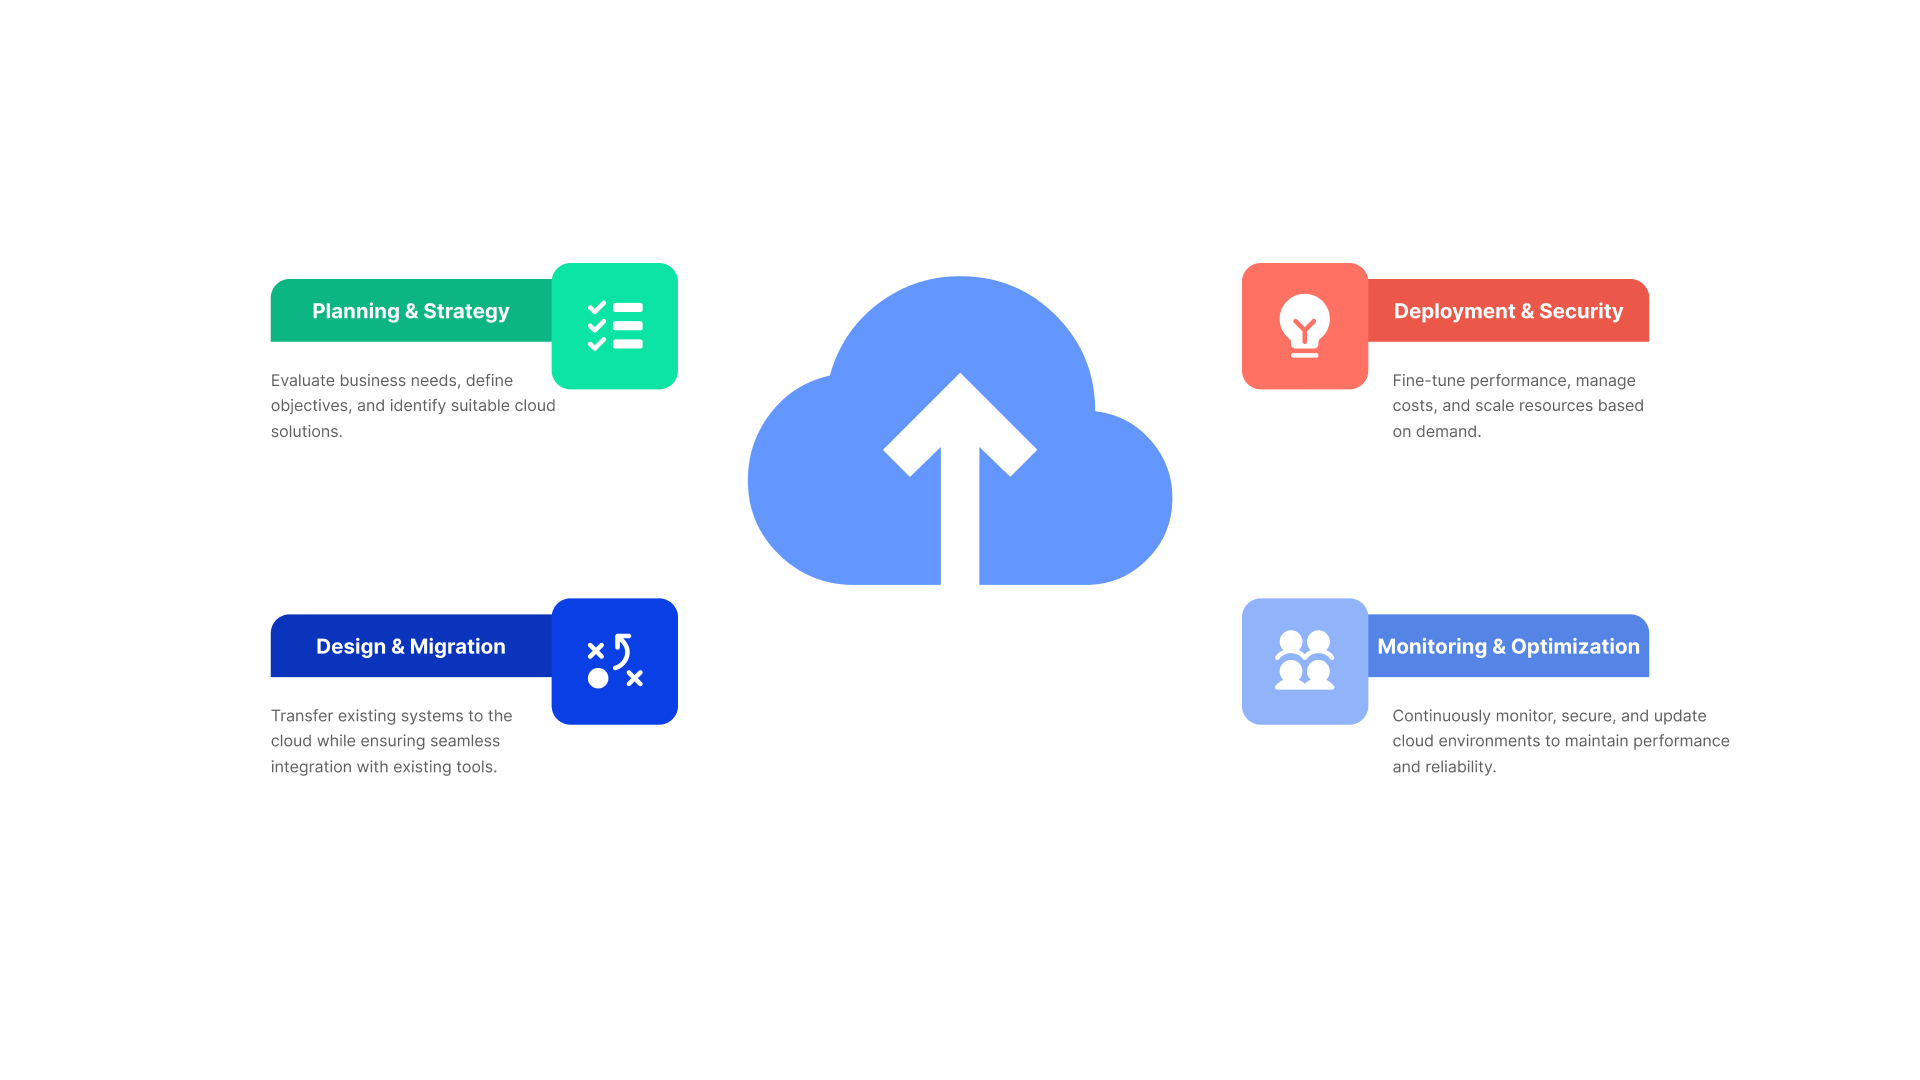 Planning & Strategy
Evaluate business needs, define
objectives, and identify suitable cloud
solutions.
Design & Migration
Transfer existing systems to the
cloud while ensuring seamless
integration with existing tools.
Deployment & Security
Fine-tune performance, manage
costs, and scale resources based
on demand.
Monitoring & Optimization
Continuously monitor, secure, and update
cloud environments to maintain performance
and reliability.